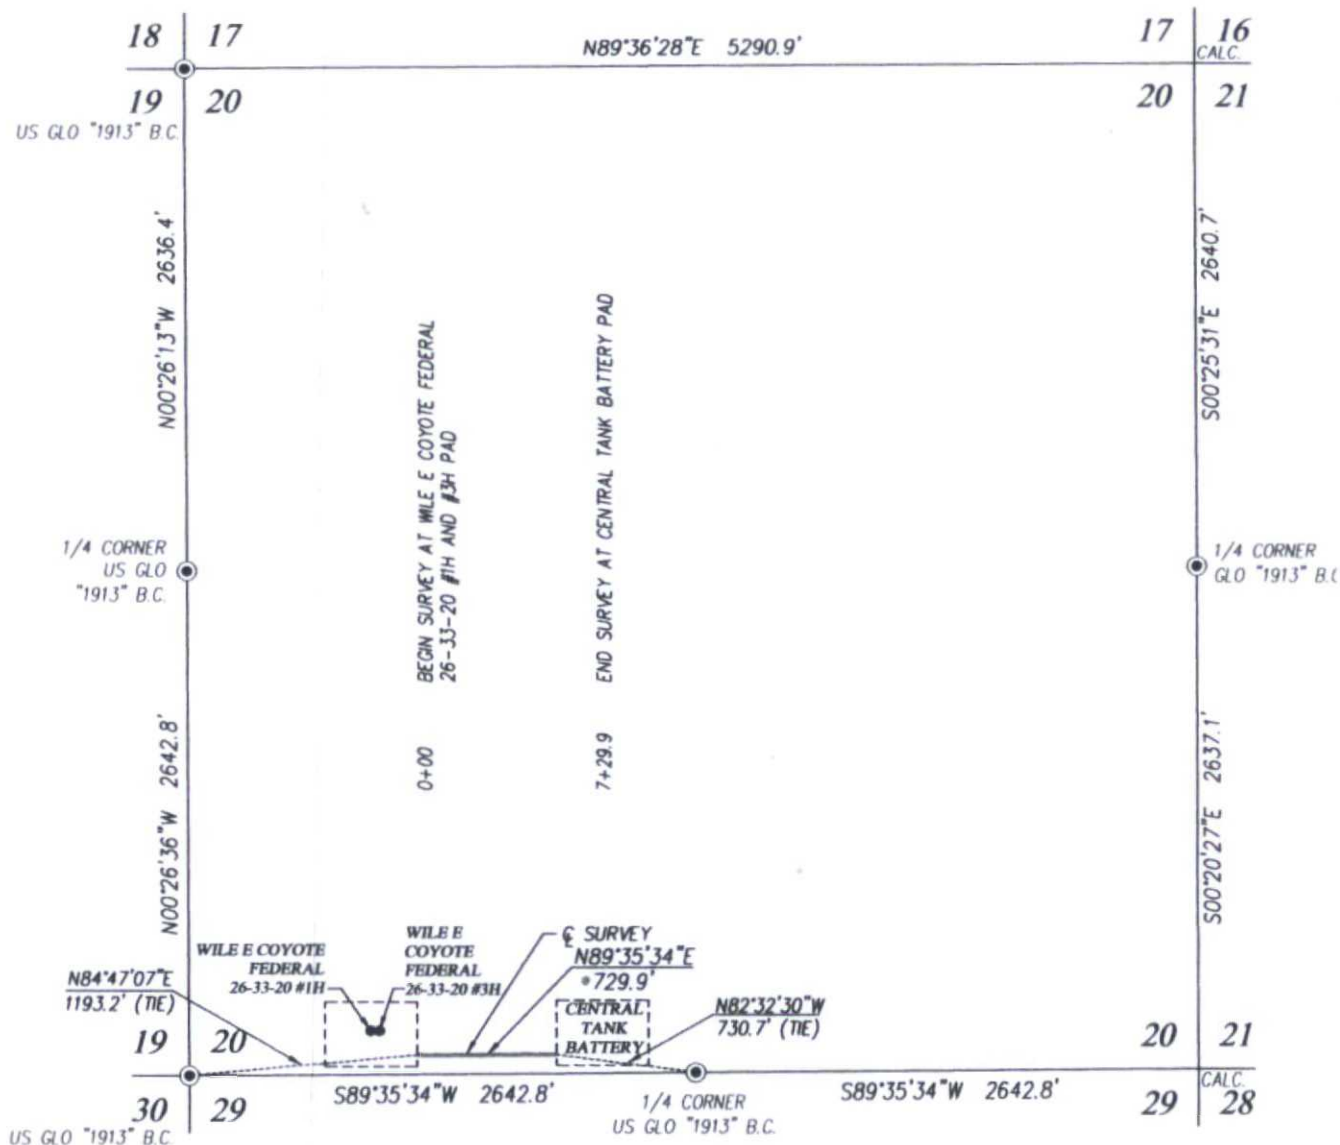 18 17
N89°36'28"E 5290.9'
17 16
CALC.
19 20
20 21
US GLO "1913" B.C.
N00°26'13"W 2636.4'
S00°25'31"E 2640.7'
BEGIN SURVEY AT WILE E COYOTE FEDERAL
26-33-20 #1H AND #3H PAD
END SURVEY AT CENTRAL TANK BATTERY PAD
1/4 CORNER
US GLO
"1913" B.C.
1/4 CORNER
GLO "1913" B.C
0+00
7+29.9
N00°26'36"W 2642.8'
S00°20'27"E 2637.1'
WILE E COYOTE
FEDERAL
26-33-20 #1H
WILE E
COYOTE
FEDERAL
26-33-20 #3H
℄ SURVEY
N89°35'34"E
729.9'
N84°47'07"E
1193.2' (TIE)
CENTRAL
TANK
BATTERY
N82°32'30"W
730.7' (TIE)
19 20
20 21
S89°35'34"W 2642.8'
S89°35'34"W 2642.8'
CALC.
30 29
1/4 CORNER
US GLO "1913" B.C.
29 28
US GLO "1913" B.C.